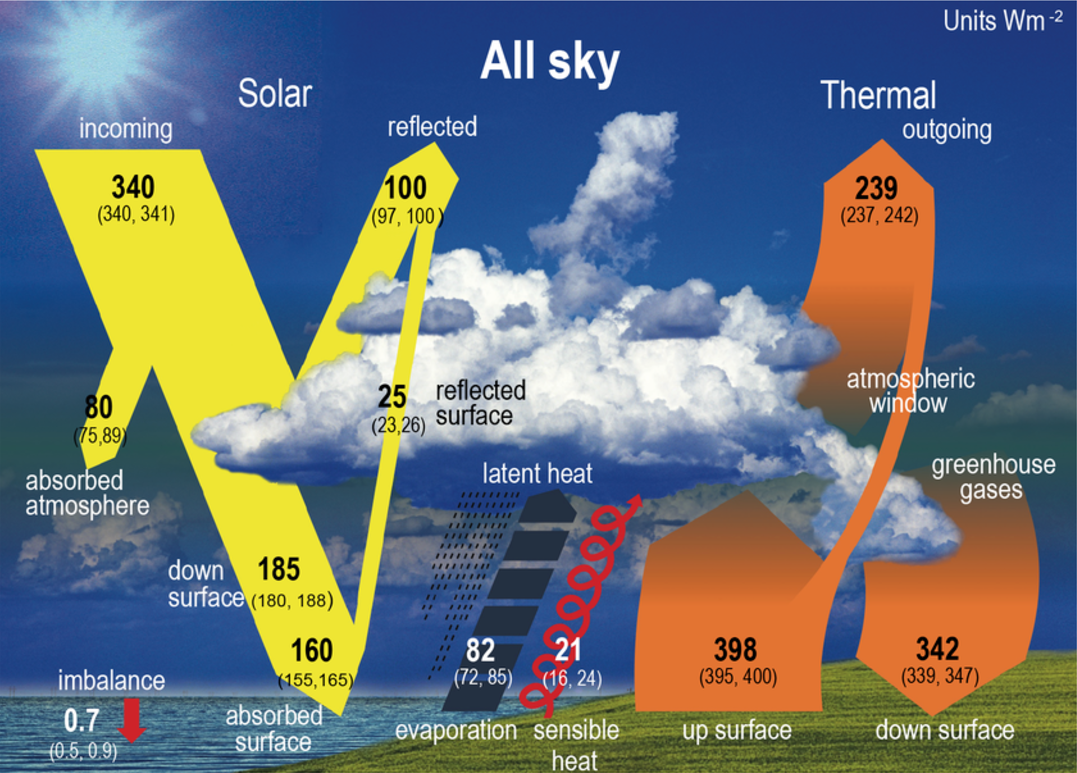 Units Wm-2
All sky
Solar
Thermal
incoming
reflected
outgoing
340
(340, 341)
100
(97, 100)
239
(237, 242)
80
(75,89)
absorbed
atmosphere
25
(23,26)
reflected
surface
atmospheric
window
greenhouse
gases
latent heat
down
surface
185
(180, 188)
160
(155,165)
absorbed
surface
82
(72, 85)
evaporation
21
(16, 24)
sensible
heat
398
(395, 400)
up surface
342
(339, 347)
down surface
imbalance
0.7
(0.5, 0.9)